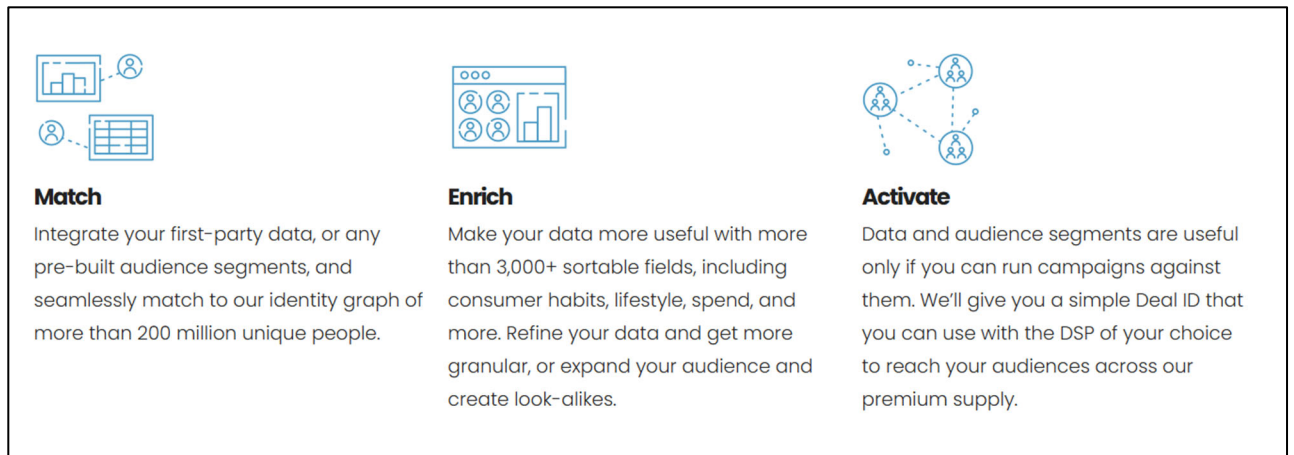 Match
Integrate your first-party data, or any
pre-built audience segments, and
seamlessly match to our identity graph of
more than 200 million unique people.
Enrich
Make your data more useful with more
than 3,000+ sortable fields, including
consumer habits, lifestyle, spend, and
more. Refine your data and get more
granular, or expand your audience and
create look-alikes.
Activate
Data and audience segments are useful
only if you can run campaigns against
them. We’ll give you a simple Deal ID that
you can use with the DSP of your choice
to reach your audiences across our
premium supply.